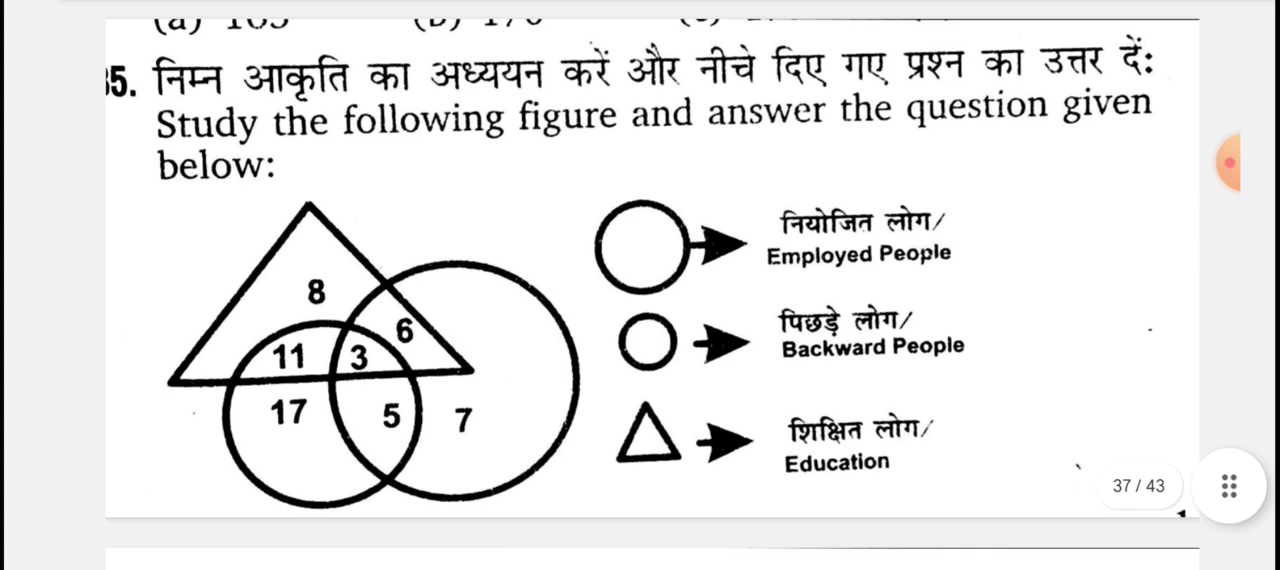 35. निम्न आकृति का अध्ययन करें और नीचे दिए गए प्रश्न का उत्तर दें:
Study the following figure and answer the question given
below:
8
6
11
3
17
5
7
नियोजित लोग/
Employed People
पिछड़े लोग/
Backward People
शिक्षित लोग/
Education
37 / 43